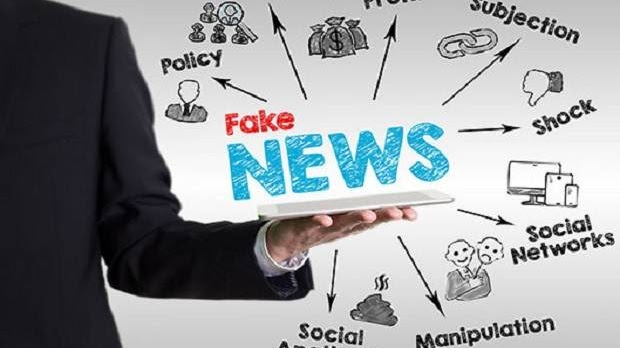 Subjection
Policy
Shock
Fake
NEWS
Social
Networks
Social
Manipulation